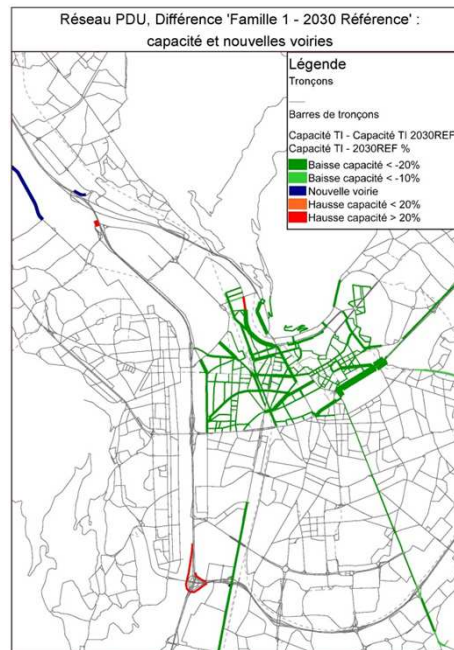 Réseau PDU, Différence 'Famille 1 - 2030 Référence' :
capacité et nouvelles voiries
Légende
Tronçons
Barres de tronçons
Capacité TI - Capacité TI 2030REF
Capacité TI - 2030REF %
Baisse capacité < -20%
Baisse capacité < -10%
Nouvelle voirie
Hausse capacité < 20%
Hausse capacité > 20%